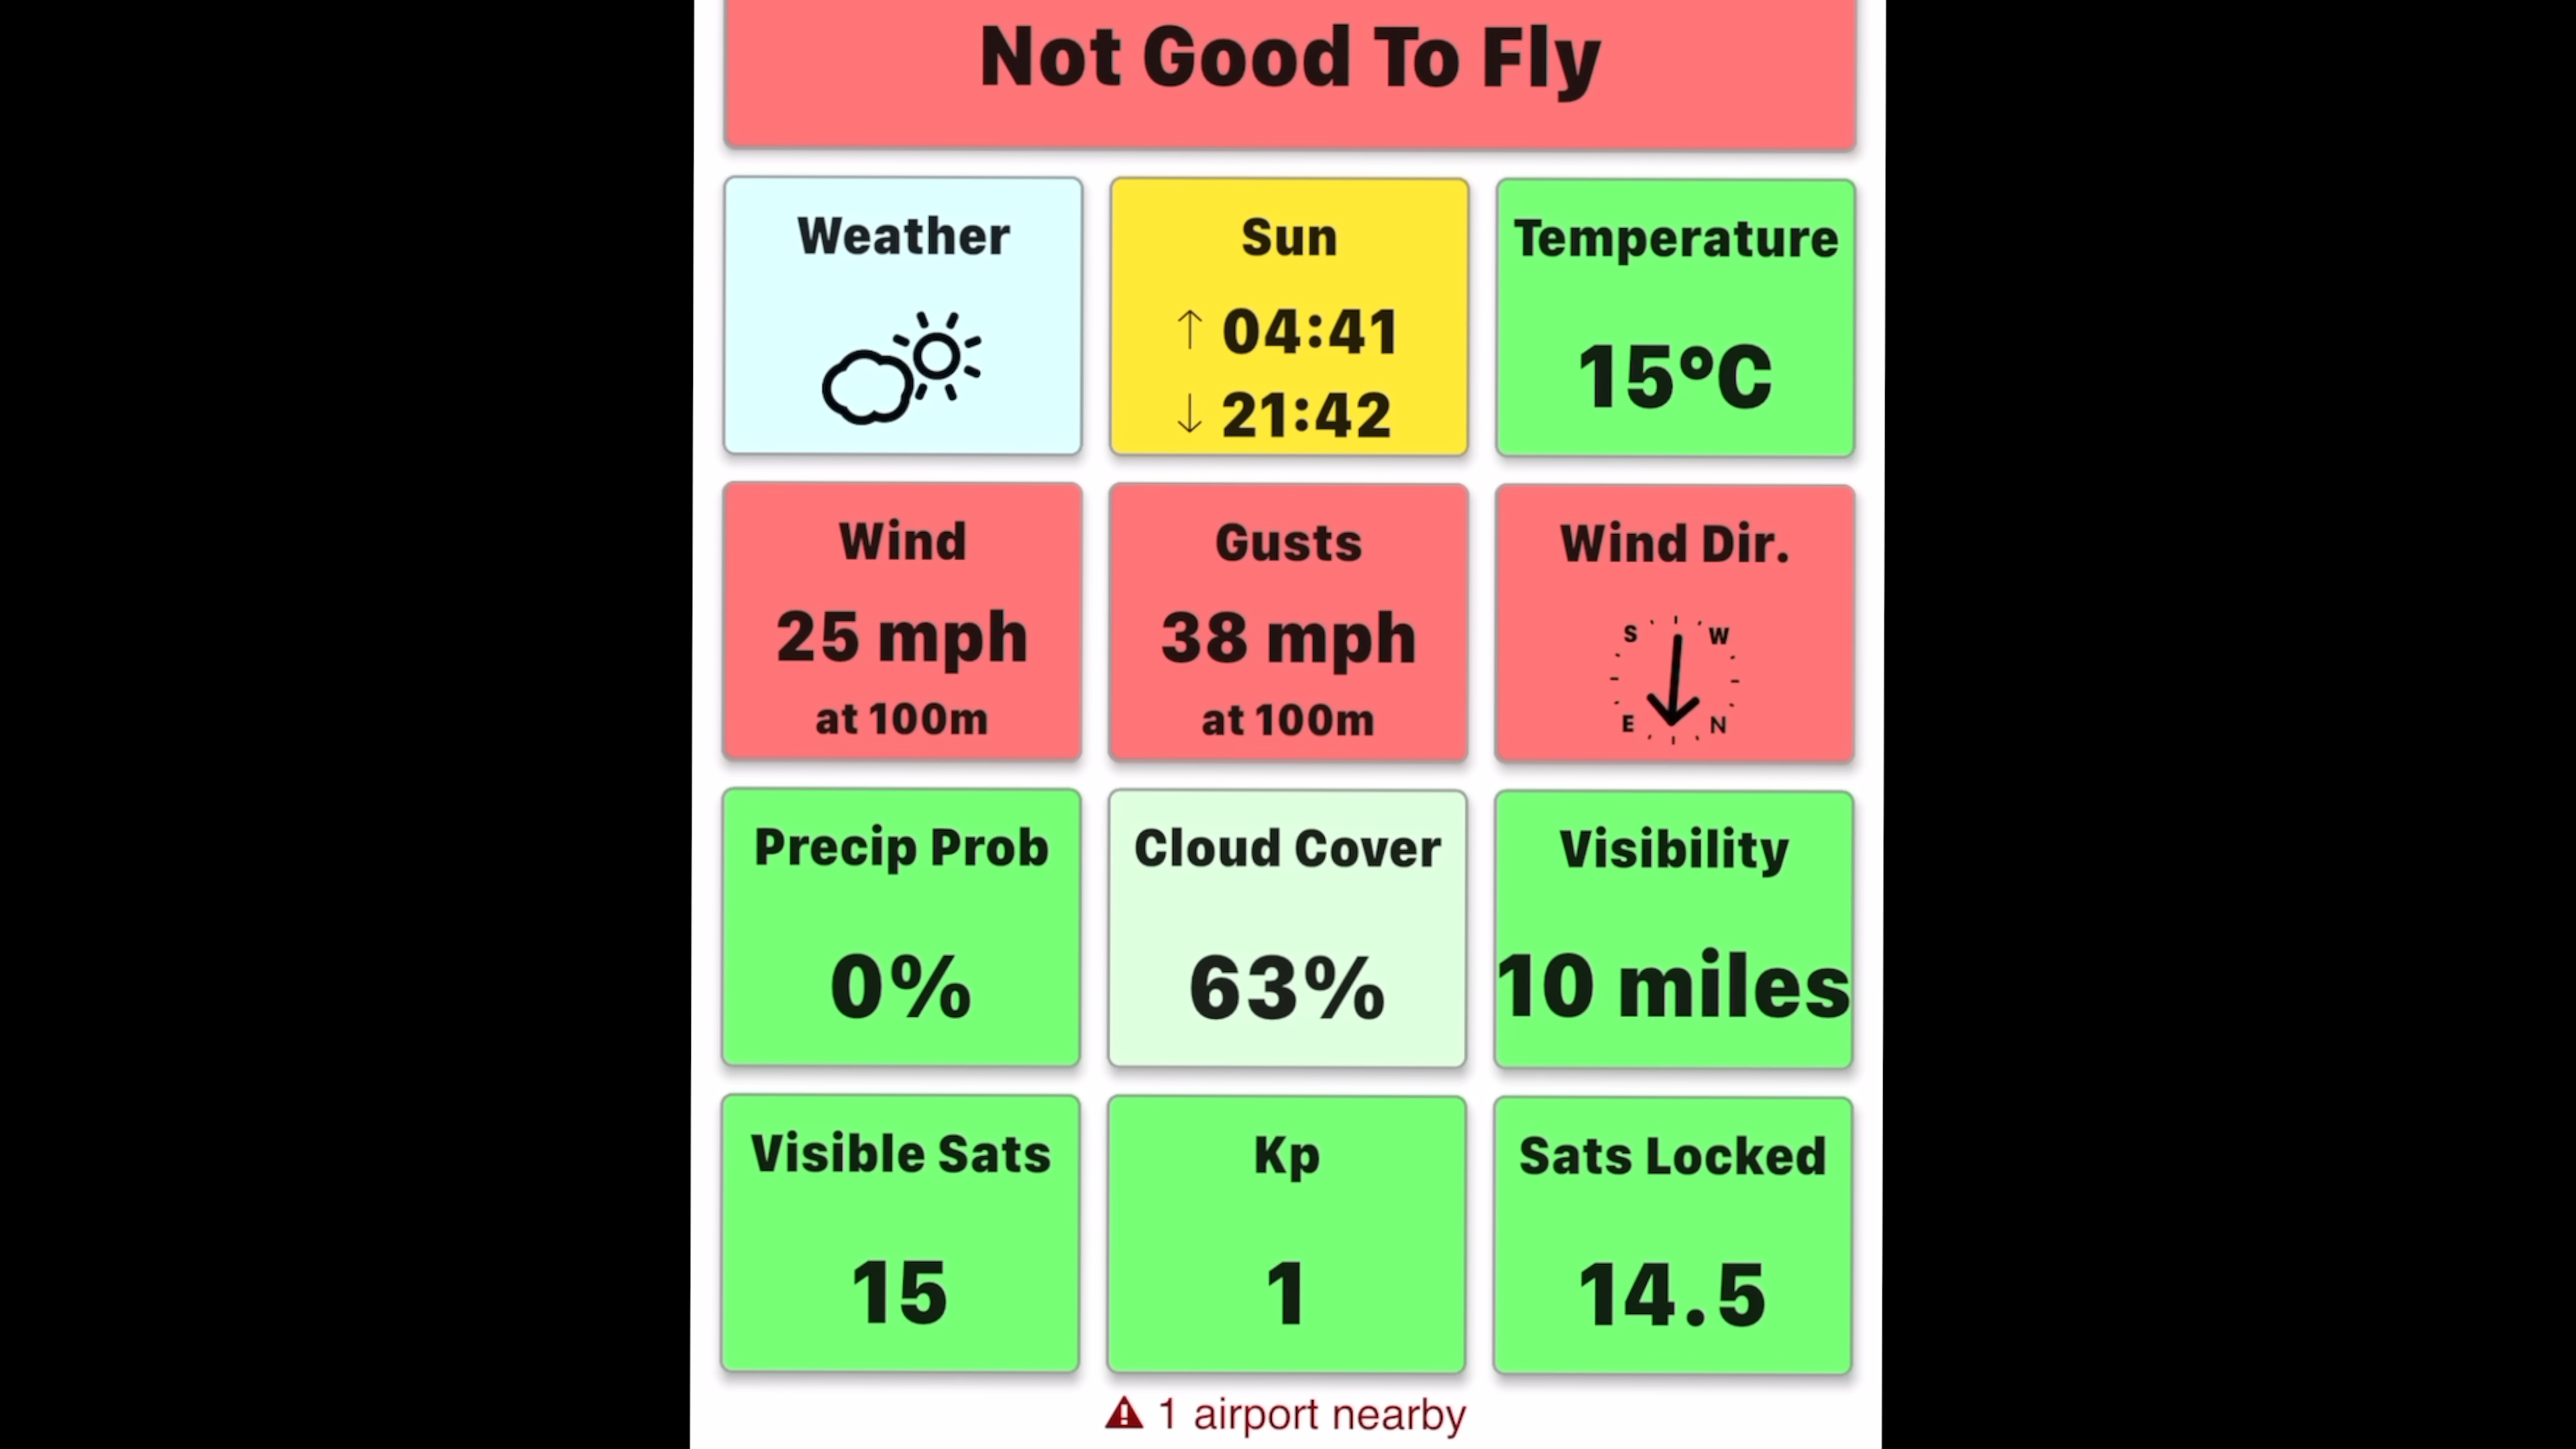 Not Good To Fly
Weather
Sun
↑ 04:41
↓ 21:42
Temperature
15°C
Wind
25 mph
at 100m
Gusts
38 mph
at 100m
Wind Dir.
S W
E N
Precip Prob
0%
Cloud Cover
63%
Visibility
10 miles
Visible Sats
15
Kp
1
Sats Locked
14.5
1 airport nearby